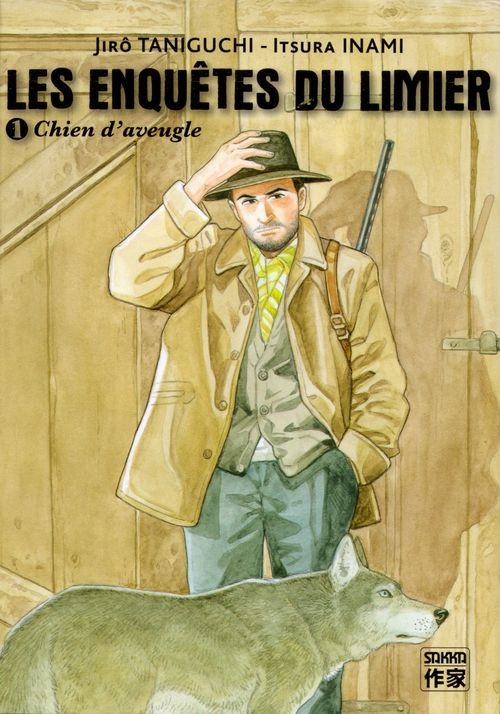 JIRÔ TANIGUCHI - ITSURA INAMI
LES ENQUÊTES DU LIMIER
1 Chien d'aveugle
SAKKA
作家